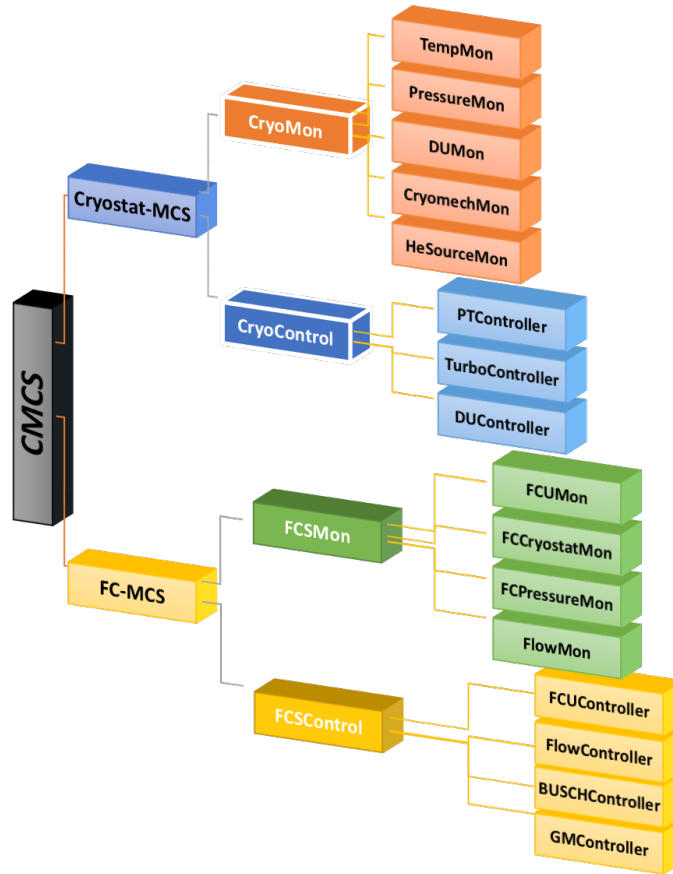 TempMon
PressureMon
CryoMon
DUMon
CryomechMon
Cryostat-MCS
HeSourceMon
PTController
CryoControl
TurboController
DUController
CMCS
FCUMon
FCSMon
FCCryostatMon
FC-MCS
FCPressureMon
FlowMon
FCUController
FCSControl
FlowController
BUSCHController
GMController